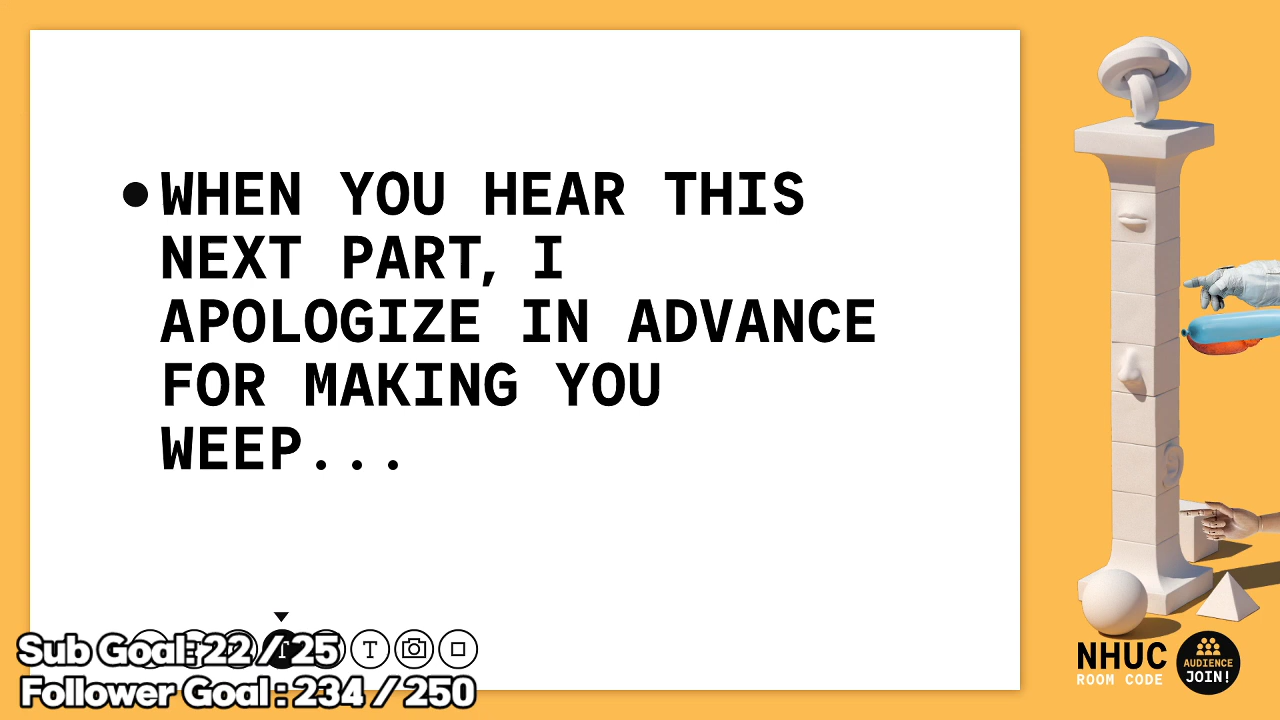 WHEN YOU HEAR THIS
NEXT PART, I
APOLOGIZE IN ADVANCE
FOR MAKING YOU
WEEP...
Sub Goal: 22 / 25
Follower Goal : 234 / 250
T
NHUC
ROOM CODE
AUDIENCE
JOIN!